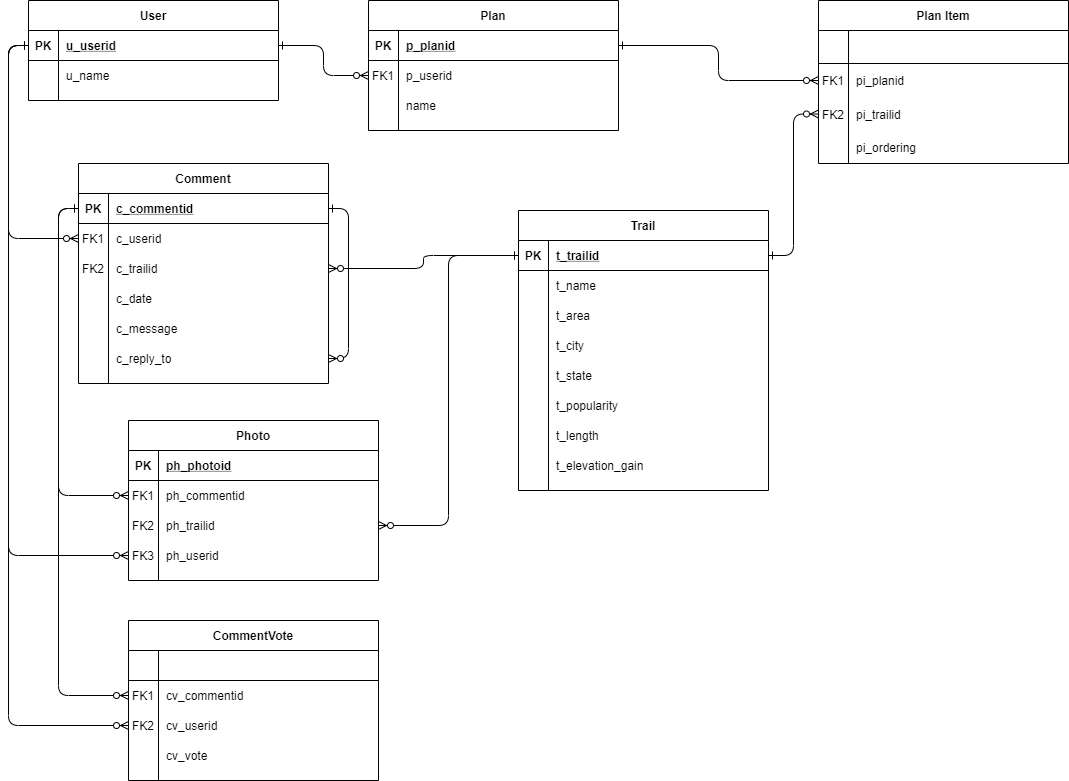 User
PK u_userid
u_name
Plan
PK p_planid
FK1 p_userid
name
Plan Item
FK1 pi_planid
FK2 pi_trailid
pi_ordering
Comment
PK c_commentid
FK1 c_userid
FK2 c_trailid
c_date
c_message
c_reply_to
Trail
PK t_trailid
t_name
t_area
t_city
t_state
t_popularity
t_length
t_elevation_gain
Photo
PK ph_photoid
FK1 ph_commentid
FK2 ph_trailid
FK3 ph_userid
CommentVote
FK1 cv_commentid
FK2 cv_userid
cv_vote